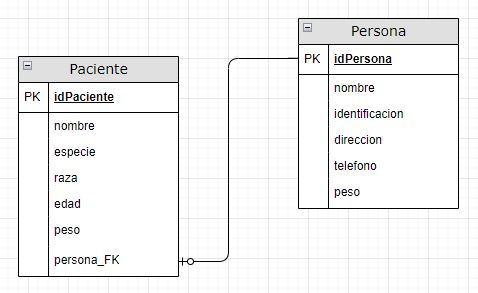 Paciente
PK idPaciente
nombre
especie
raza
edad
peso
persona_FK
Persona
PK idPersona
nombre
identificacion
direccion
telefono
peso